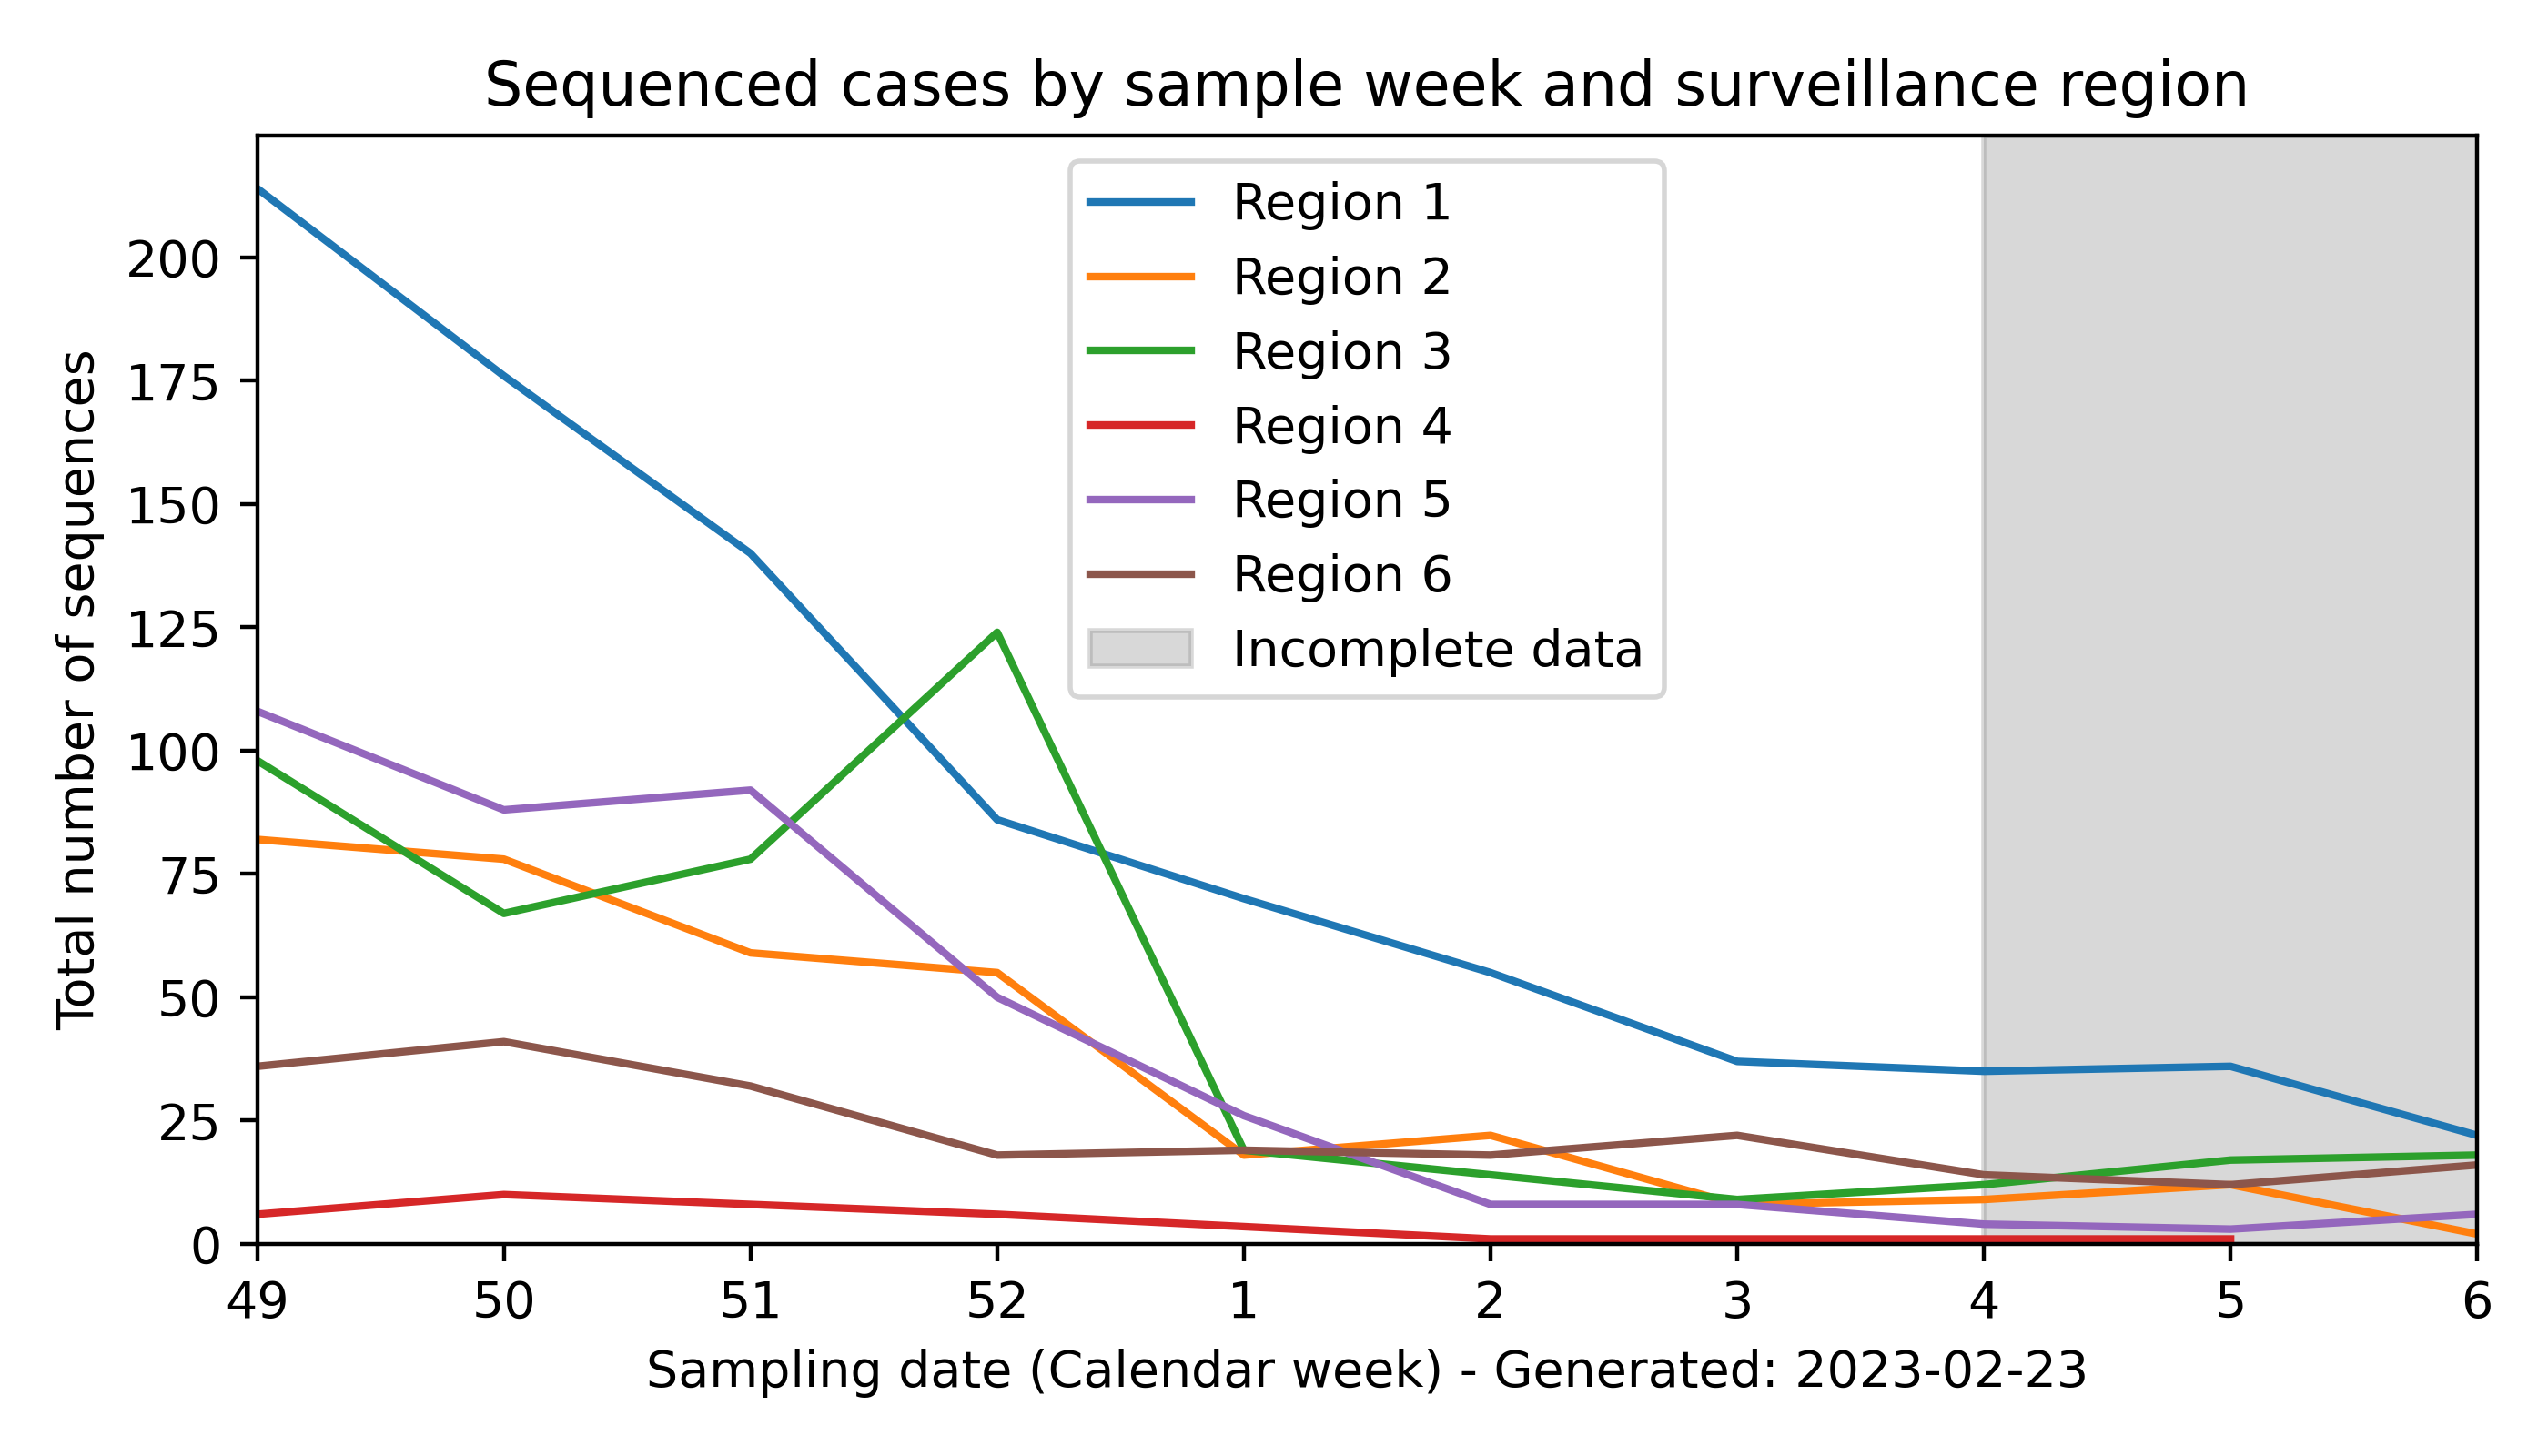 Sequenced cases by sample week and surveillance region
Total number of sequences
200
175
150
125
100
75
50
25
0
Region 1
Region 2
Region 3
Region 4
Region 5
Region 6
Incomplete data
49 50 51 52 1 2 3 4 5 6
Sampling date (Calendar week) - Generated: 2023-02-23